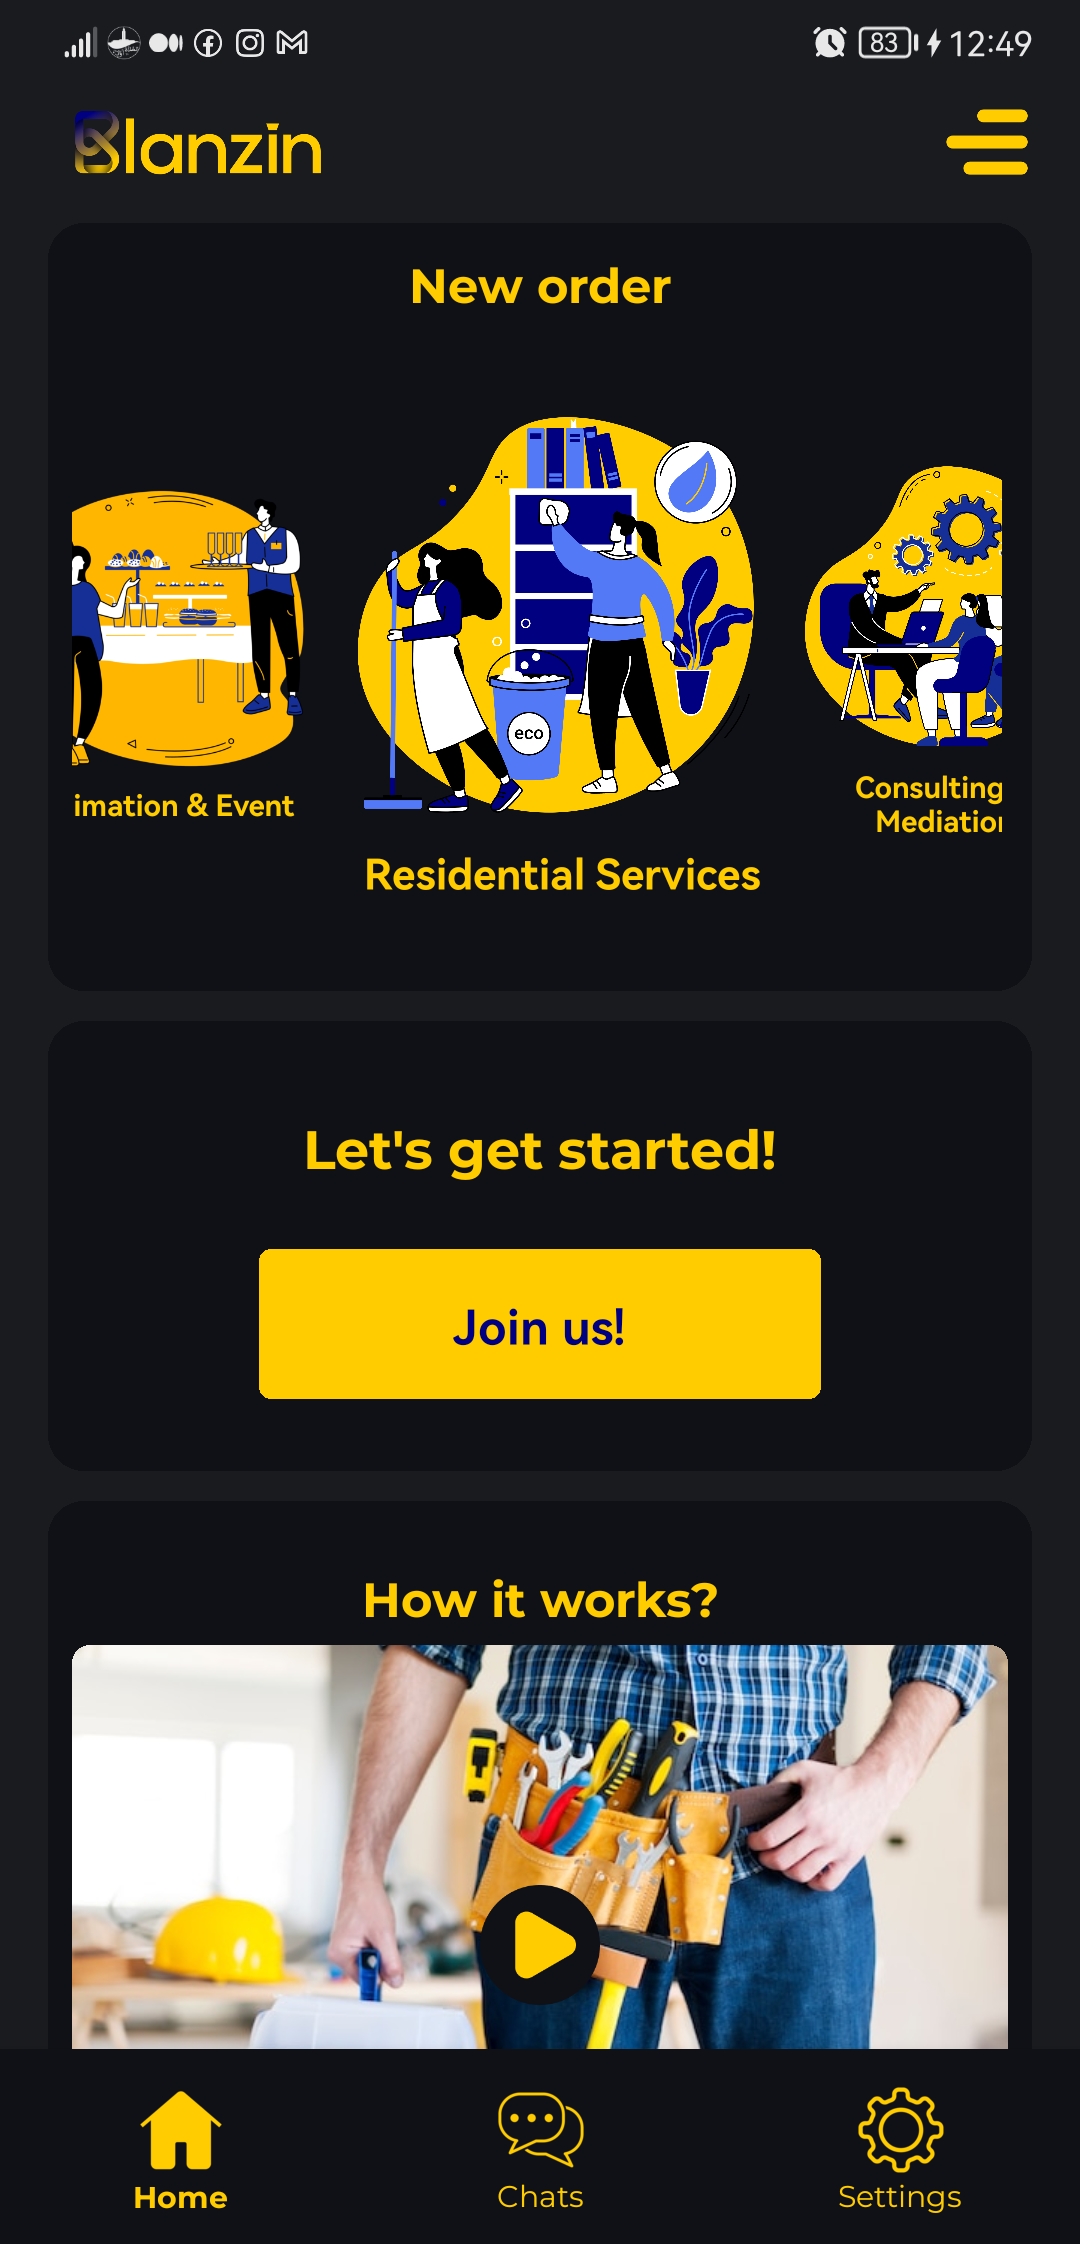 83 12:49
Blanzin
New order
eco
imation & Event
Consulting
Mediation
Residential Services
Let's get started!
Join us!
How it works?
Home Chats Settings